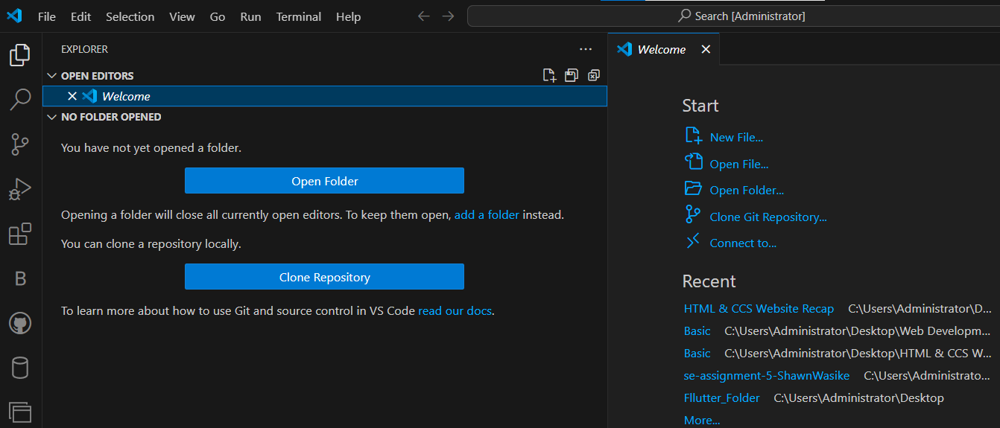 File Edit Selection View Go Run Terminal Help
Search [Administrator]
EXPLORER
OPEN EDITORS
Welcome
NO FOLDER OPENED
You have not yet opened a folder.
Open Folder
Opening a folder will close all currently open editors. To keep them open, add a folder instead.
You can clone a repository locally.
Clone Repository
To learn more about how to use Git and source control in VS Code read our docs.
B
Welcome
Start
New File...
Open File...
Open Folder...
Clone Git Repository...
Connect to...
Recent
HTML & CCS Website Recap C:\Users\Administrator\D...
Basic C:\Users\Administrator\Desktop\Web Developm...
Basic C:\Users\Administrator\Desktop\HTML & CCS W...
se-assignment-5-ShawnWasike C:\Users\Administrato...
Fllutter_Folder C:\Users\Administrator\Desktop
More...